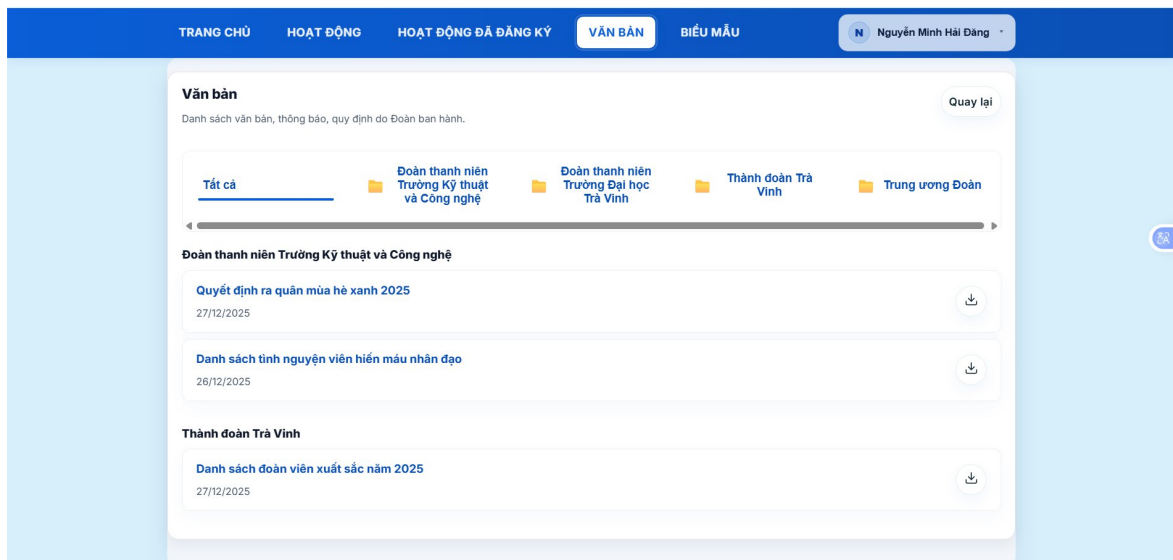 TRANG CHỦ
HOẠT ĐỘNG
HOẠT ĐỘNG ĐÃ ĐĂNG KÝ
VĂN BẢN
BIỂU MẪU
N
Nguyễn Minh Hải Đăng
Văn bản
Quay lại
Danh sách văn bản, thông báo, quy định do Đoàn ban hành.
Tất cả
Đoàn thanh niên
Trường Kỹ thuật
và Công nghệ
Đoàn thanh niên
Trường Đại học
Trà Vinh
Thành đoàn Trà
Vinh
Trung ương Đoàn
Đoàn thanh niên Trường Kỹ thuật và Công nghệ
Quyết định ra quân mùa hè xanh 2025
27/12/2025
Danh sách tình nguyện viên hiến máu nhân đạo
26/12/2025
Thành đoàn Trà Vinh
Danh sách đoàn viên xuất sắc năm 2025
27/12/2025